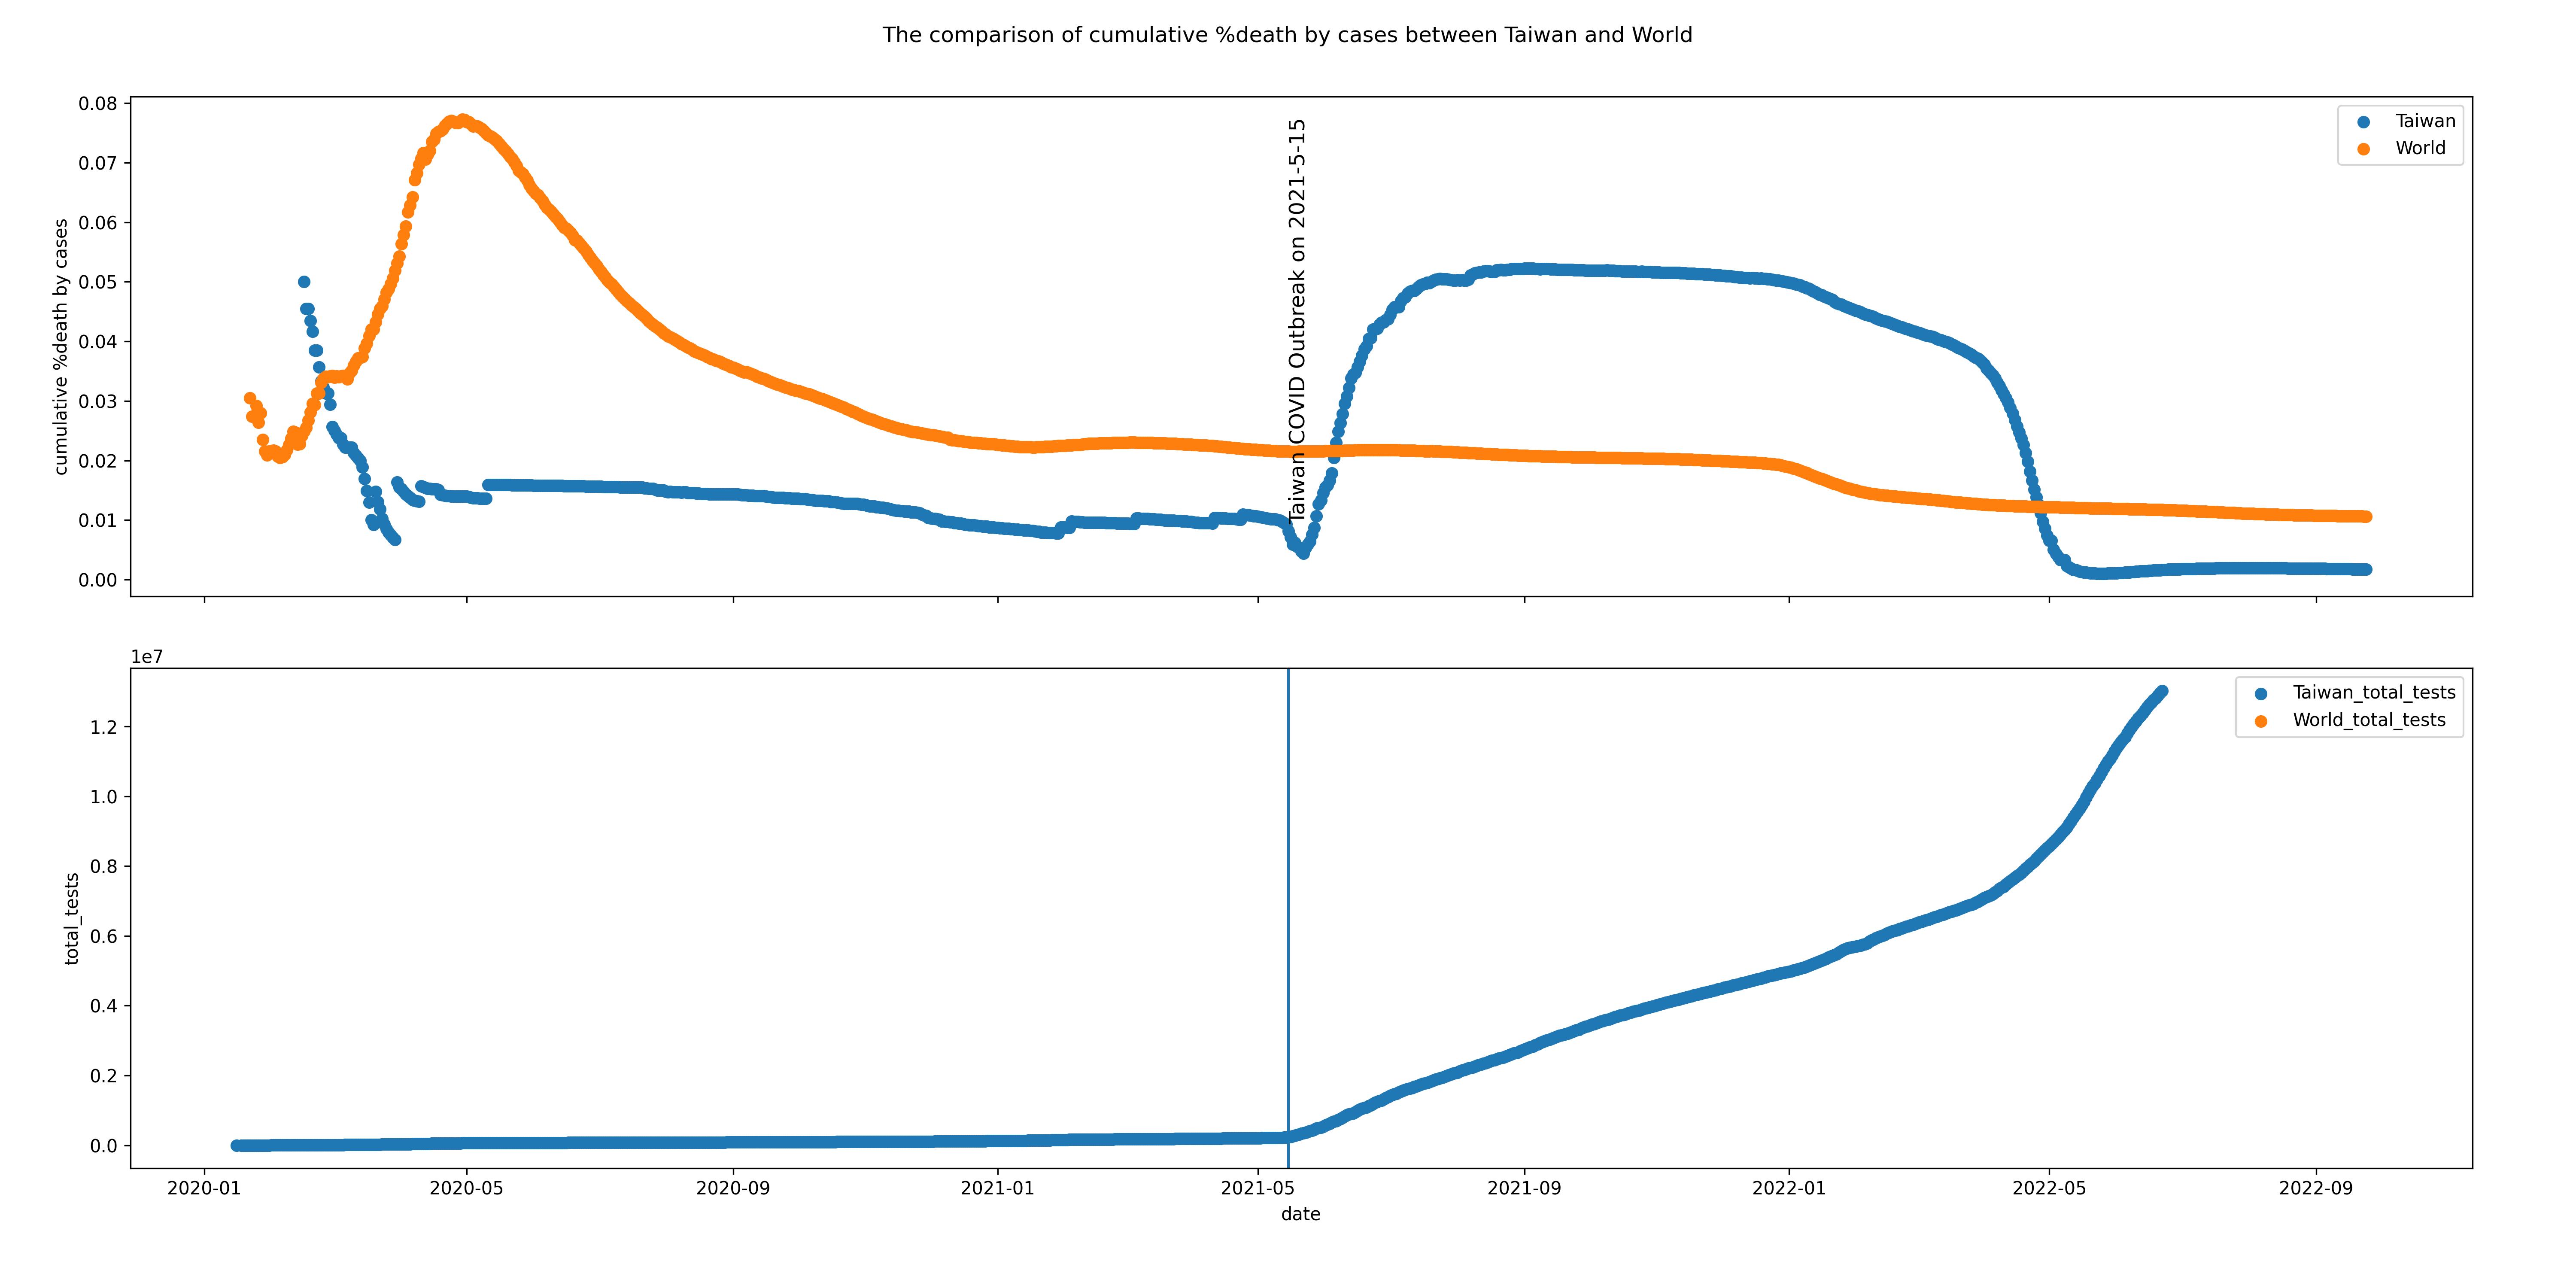 The comparison of cumulative %death by cases between Taiwan and World
cumulative %death by cases
0.08
0.07
0.06
0.05
0.04
0.03
0.02
0.01
0.00
Taiwan COVID Outbreak on 2021-5-15
Taiwan
World
1e7
total_tests
1.2
1.0
0.8
0.6
0.4
0.2
0.0
Taiwan_total_tests
World_total_tests
2020-01 2020-05 2020-09 2021-01 2021-05 2021-09 2022-01 2022-05 2022-09
date